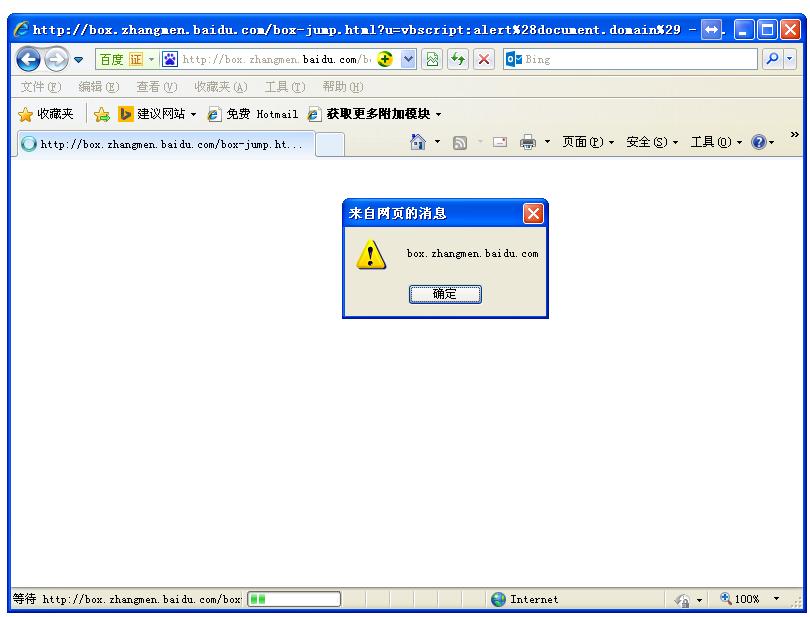 http://box.zhangmen.baidu.com/box-jump.html?u=vbscript:alert%28document.domain%29 -
百度 证 http://box.zhangmen.baidu.com/b Bing
文件(F) 编辑(E) 查看(V) 收藏夹(A) 工具(T) 帮助(H)
收藏夹 建议网站 免费 Hotmail 获取更多附加模块
http://box.zhangmen.baidu.com/box-jump.ht... 页面(P) 安全(S) 工具(O) »
来自网页的消息
box.zhangmen.baidu.com
确定
等待 http://box.zhangmen.baidu.com/box Internet 100%